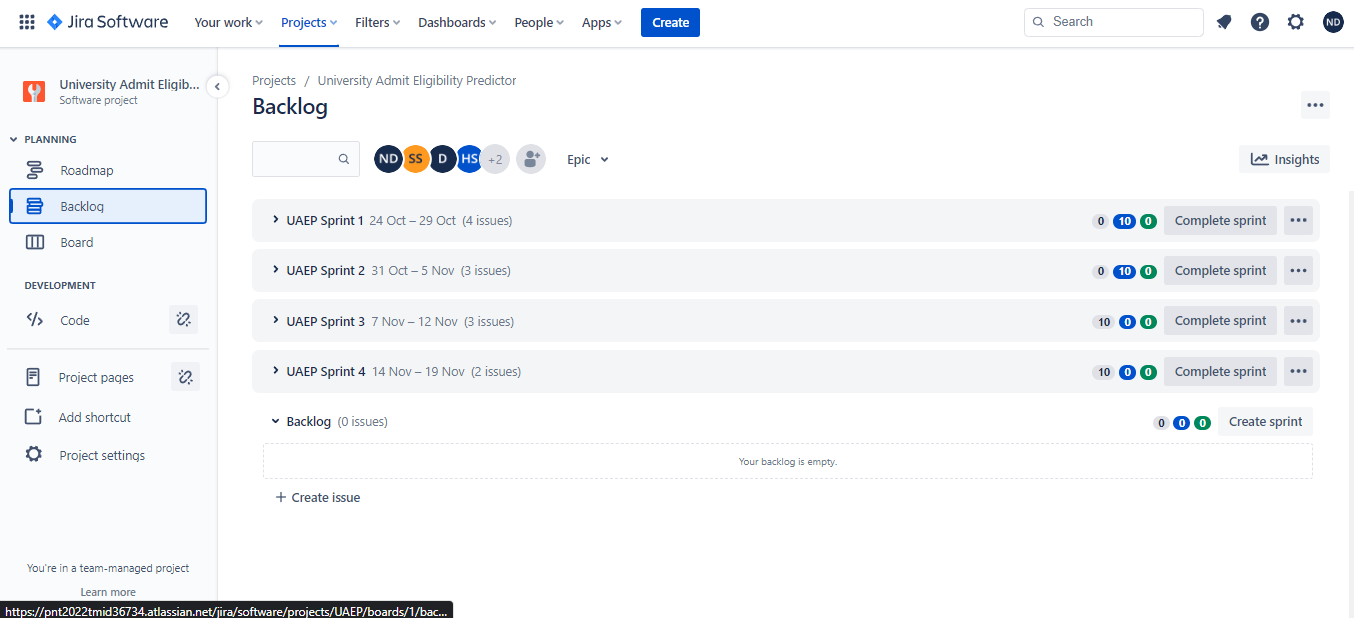 Jira Software Your work Projects Filters Dashboards People Apps Create Search ND
University Admit Eligib...
Software project
PLANNING
Roadmap
Backlog
Board
DEVELOPMENT
Code
Project pages
Add shortcut
Project settings
You're in a team-managed project
Learn more
Projects / University Admit Eligibility Predictor
Backlog
ND SS D HS +2 Epic Insights
UAEP Sprint 1 24 Oct – 29 Oct (4 issues) 0 10 0 Complete sprint
UAEP Sprint 2 31 Oct – 5 Nov (3 issues) 0 10 0 Complete sprint
UAEP Sprint 3 7 Nov – 12 Nov (3 issues) 10 0 0 Complete sprint
UAEP Sprint 4 14 Nov – 19 Nov (2 issues) 10 0 0 Complete sprint
Backlog (0 issues) 0 0 0 Create sprint
Your backlog is empty.
+ Create issue
https://pnt2022tmid36734.atlassian.net/jira/software/projects/UAEP/boards/1/bac...